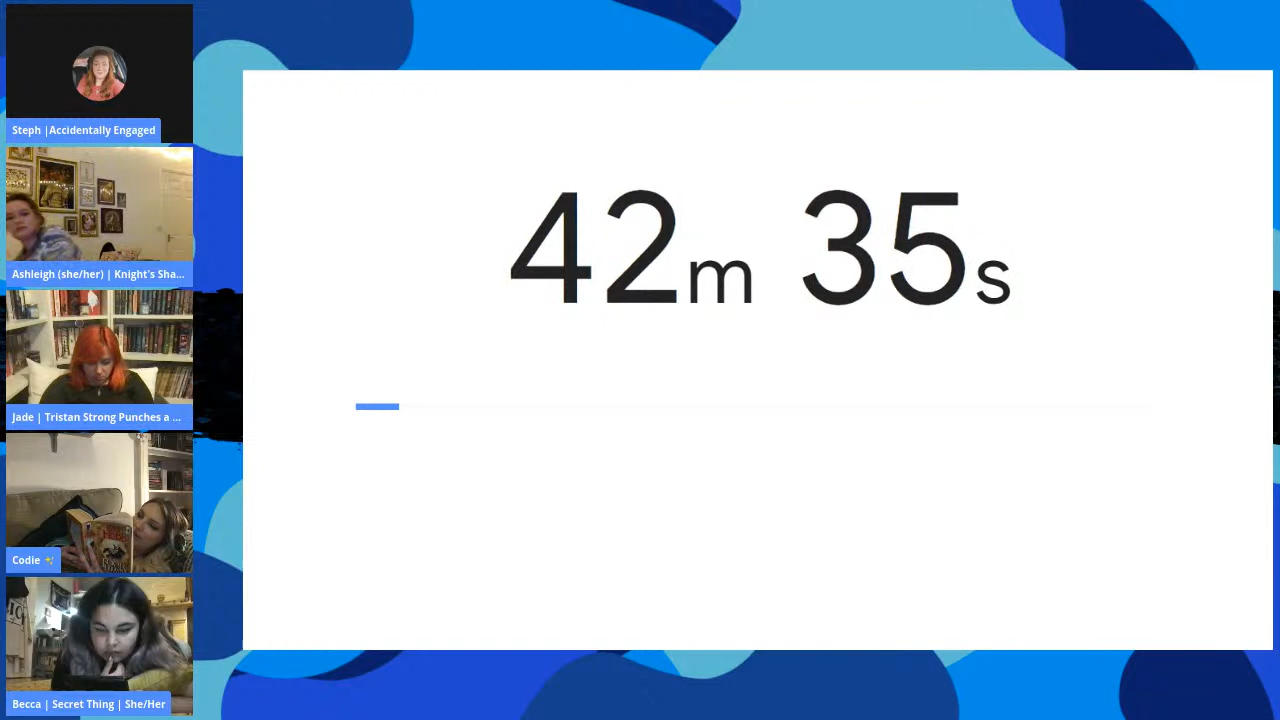 Steph |Accidentally Engaged
42m 35s
Ashleigh (she/her) | Knight's Sha...
Jade | Tristan Strong Punches a ...
Codie ✨
Becca | Secret Thing | She/Her